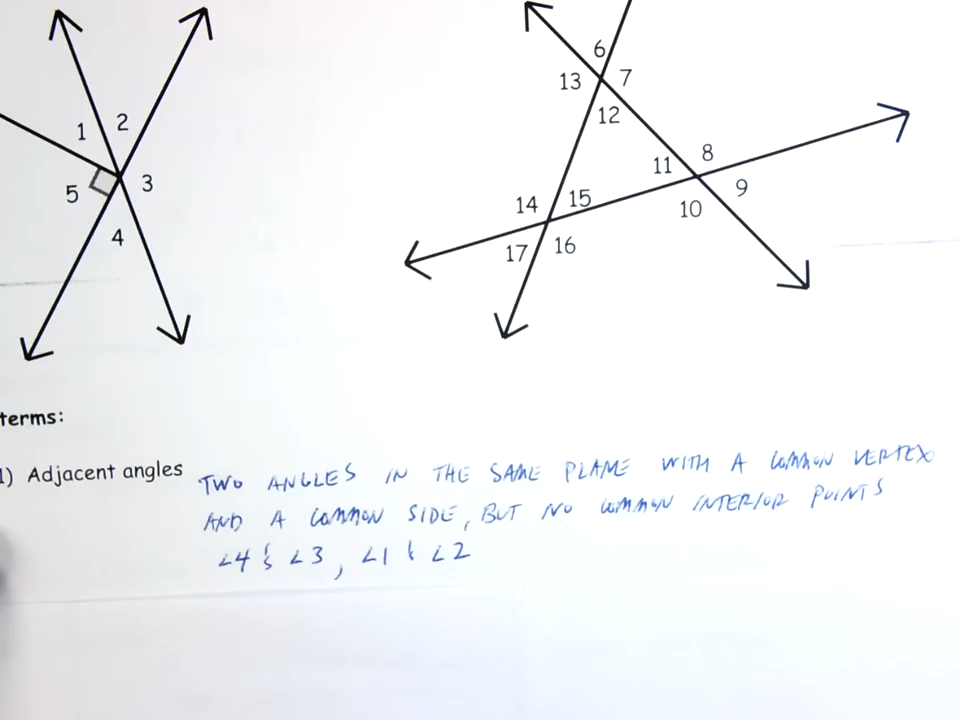 6
13 7
2
1 12
8
11
3 9
5 15
14 10
4
17 16
terms:
1) Adjacent angles TWO ANGLES IN THE SAME PLANE WITH A COMMON VERTEX
AND A COMMON SIDE, BUT NO COMMON INTERIOR POINTS
∠4 & ∠3, ∠1 & ∠2